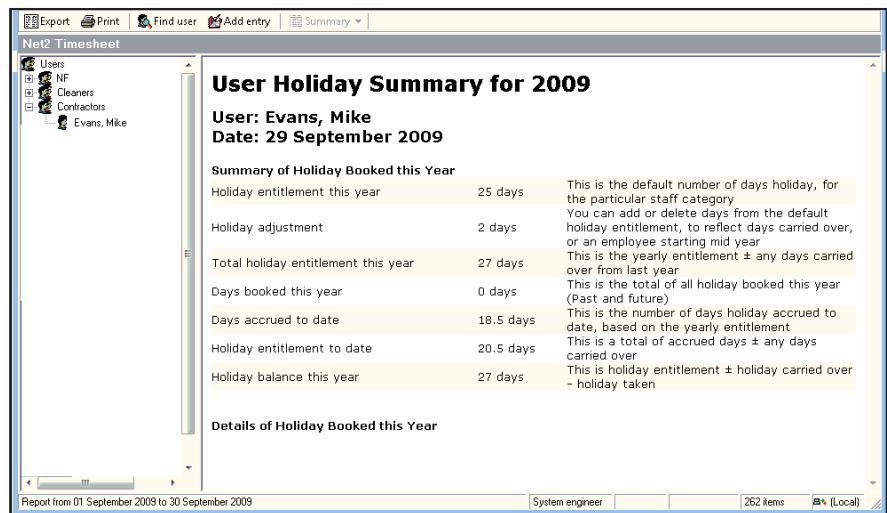 Export Print Find user Add entry Summary
Net2 Timesheet
Users
NF
Cleaners
Contractors
Evans, Mike
User Holiday Summary for 2009
User: Evans, Mike
Date: 29 September 2009
Summary of Holiday Booked this Year
Holiday entitlement this year 25 days This is the default number of days holiday, for
the particular staff category
Holiday adjustment 2 days You can add or delete days from the default
holiday entitlement, to reflect days carried over,
or an employee starting mid year
Total holiday entitlement this year 27 days This is the yearly entitlement ± any days carried
over from last year
Days booked this year 0 days This is the total of all holiday booked this year
(Past and future)
Days accrued to date 18.5 days This is the number of days holiday accrued to
date, based on the yearly entitlement
Holiday entitlement to date 20.5 days This is a total of accrued days ± any days
carried over
Holiday balance this year 27 days This is holiday entitlement ± holiday carried over
- holiday taken
Details of Holiday Booked this Year
Report from 01 September 2009 to 30 September 2009 System engineer 262 items (Local)